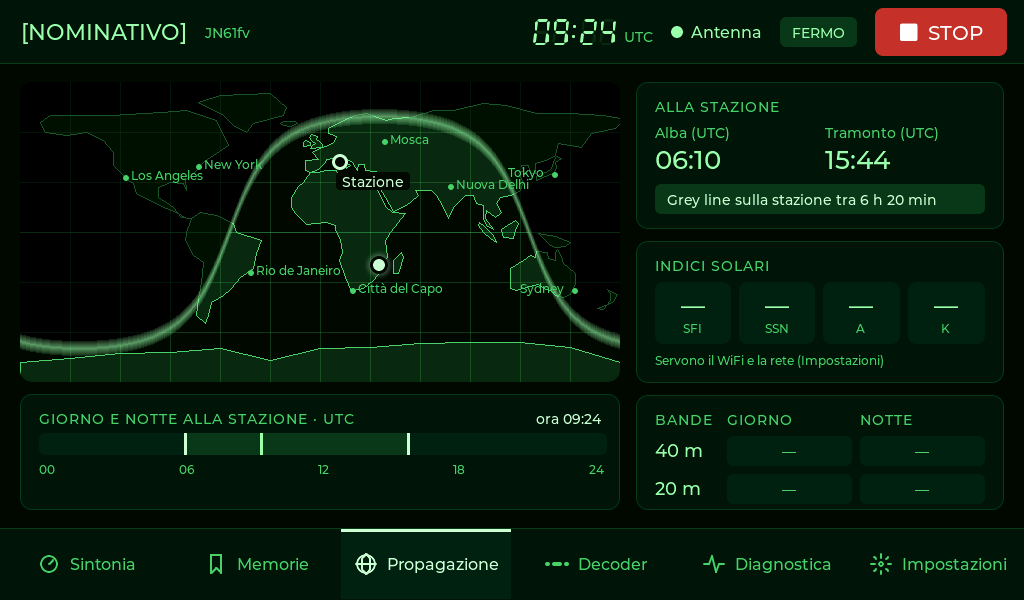 [NOMINATIVO] JN61fv 09:24 UTC Antenna FERMO STOP
Mosca
New York
Los Angeles
Stazione
Nuova Delhi
Tokyo
Rio de Janeiro
Città del Capo
Sydney
ALLA STAZIONE
Alba (UTC) Tramonto (UTC)
06:10 15:44
Grey line sulla stazione tra 6 h 20 min
INDICI SOLARI
— — — —
SFI SSN A K
Servono il WiFi e la rete (Impostazioni)
GIORNO E NOTTE ALLA STAZIONE · UTC ora 09:24
00 06 12 18 24
BANDE GIORNO NOTTE
40 m — —
20 m — —
Sintonia Memorie Propagazione Decoder Diagnostica Impostazioni